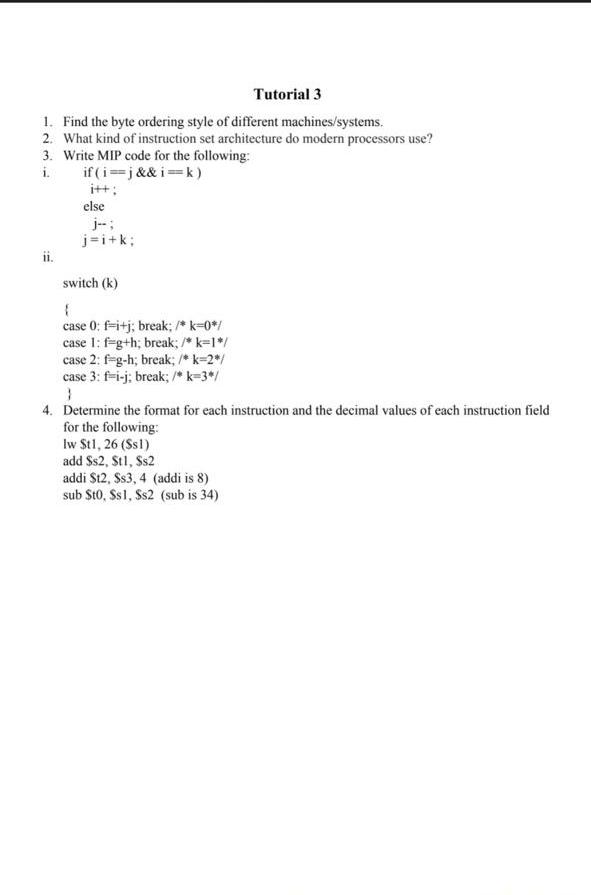 Tutorial 3
1. Find the byte ordering style of different machines/systems.
2. What kind of instruction set architecture do modern processors use?
3. Write MIP code for the following:
i. if ( i == j && i == k )
i++ ;
else
j-- ;
j = i + k ;
ii.
switch (k)
{
case 0: f=i+j; break; /* k=0*/
case 1: f=g+h; break; /* k=1*/
case 2: f=g-h; break; /* k=2*/
case 3: f=i-j; break; /* k=3*/
}
4. Determine the format for each instruction and the decimal values of each instruction field
for the following:
lw $t1, 26 ($s1)
add $s2, $t1, $s2
addi $t2, $s3, 4 (addi is 8)
sub $t0, $s1, $s2 (sub is 34)